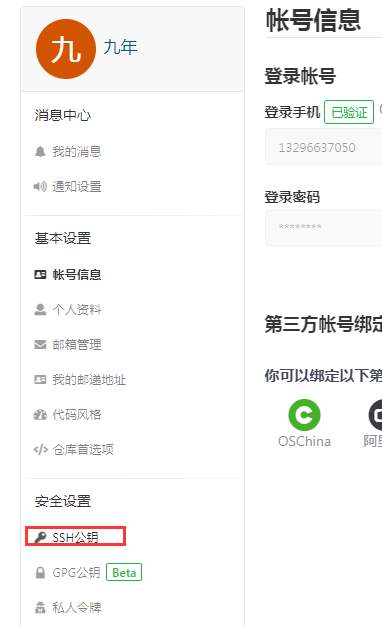 九 九年
消息中心
我的消息
通知设置
基本设置
帐号信息
个人资料
邮箱管理
我的邮递地址
代码风格
仓库首选项
安全设置
SSH公钥
GPG公钥 Beta
私人令牌
帐号信息
登录帐号
登录手机 已验证
13296637050
登录密码
********
第三方帐号绑定
你可以绑定以下第
OSChina
阿里